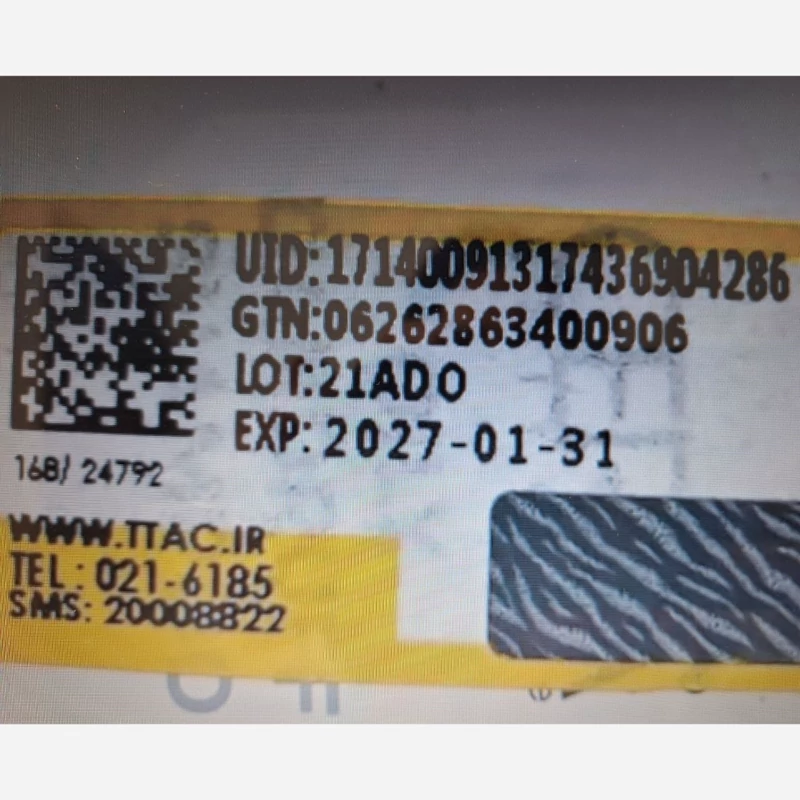 UID:17140091317436904286
GTN:06262863400906
LOT:21ADO
EXP: 2027-01-31
168/ 24792
WWW.TTAC.IR
TEL : 021-6185
SMS: 20008822